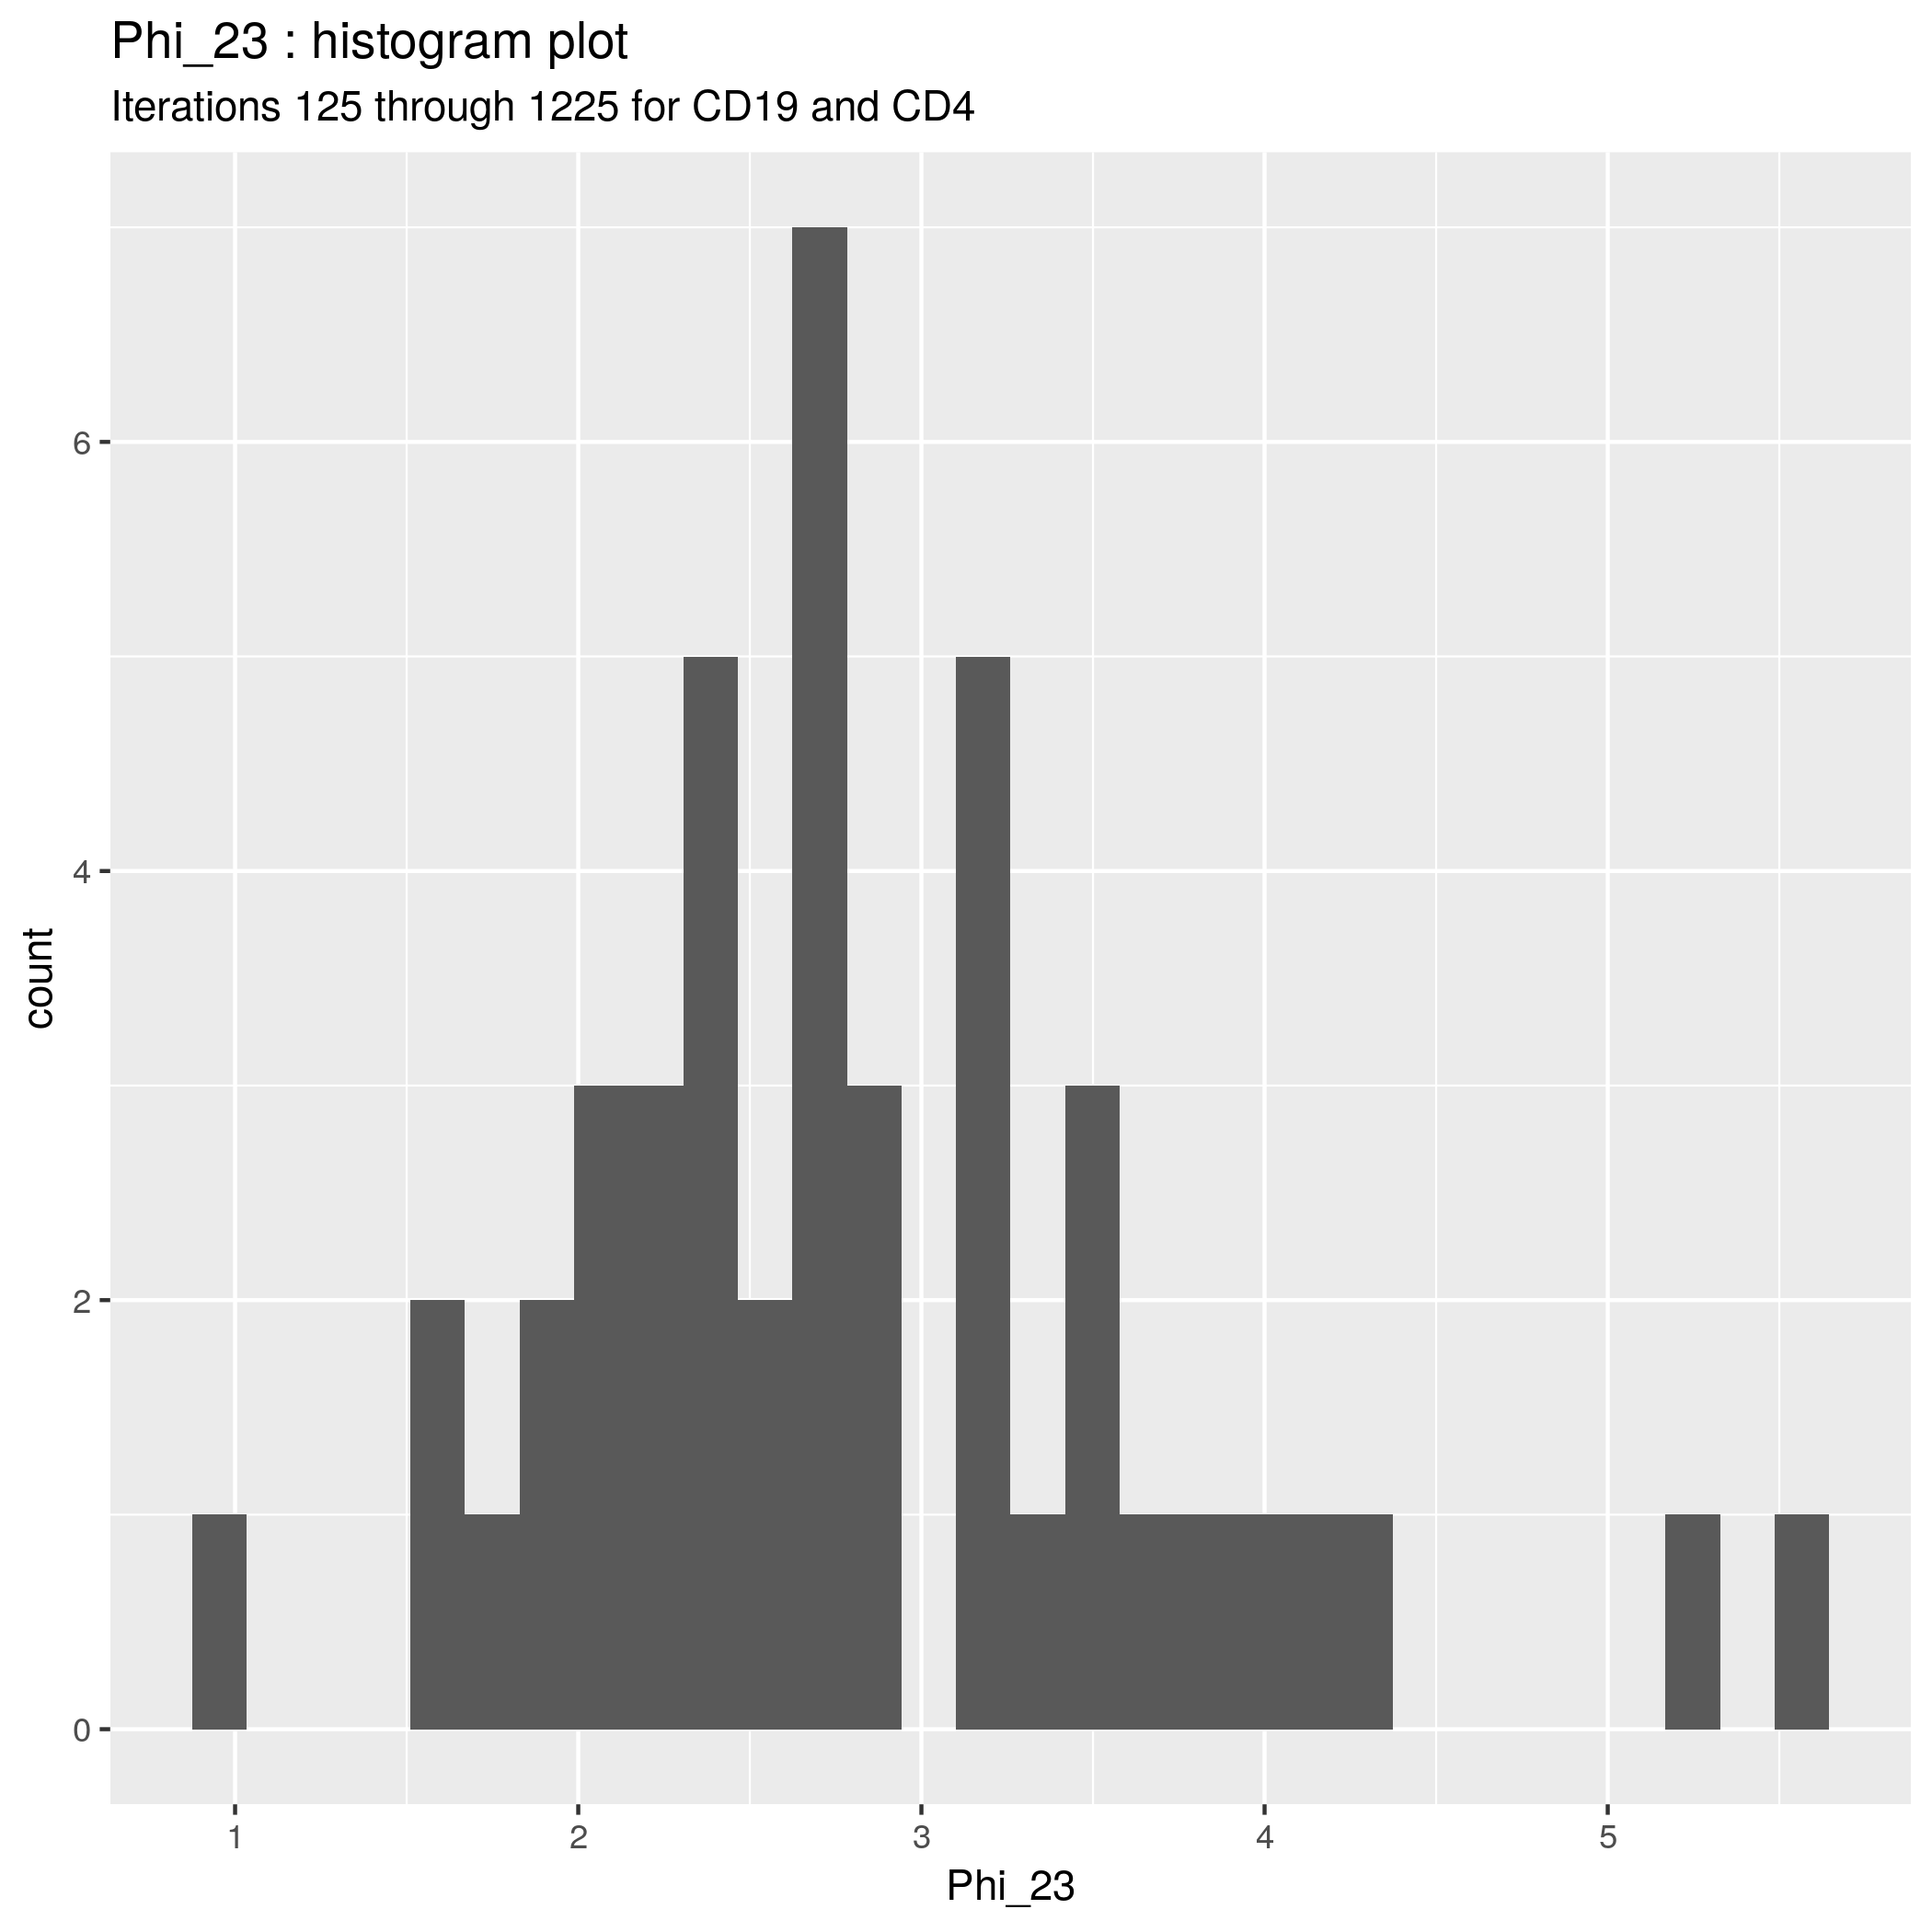 Phi_23 : histogram plot
Iterations 125 through 1225 for CD19 and CD4
6
4
2
0
count
1 2 3 4 5
Phi_23